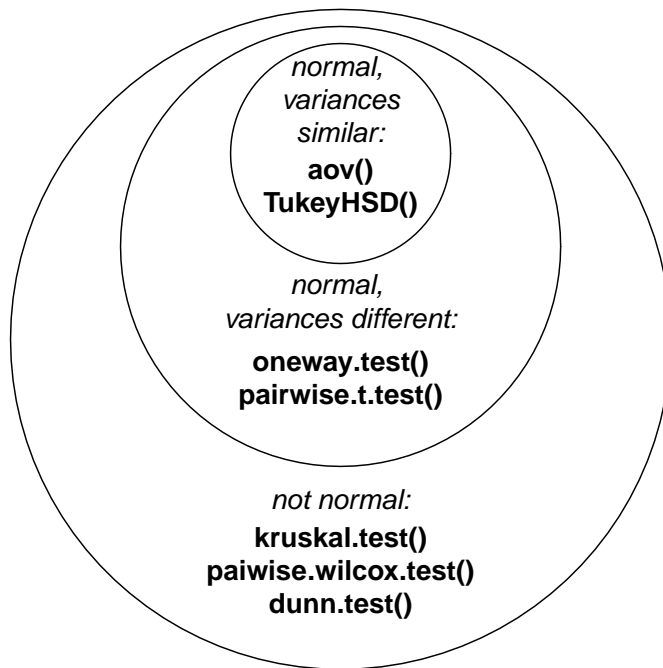 normal,
variances
similar:
aov()
TukeyHSD()
normal,
variances different:
oneway.test()
pairwise.t.test()
not normal:
kruskal.test()
paiwise.wilcox.test()
dunn.test()